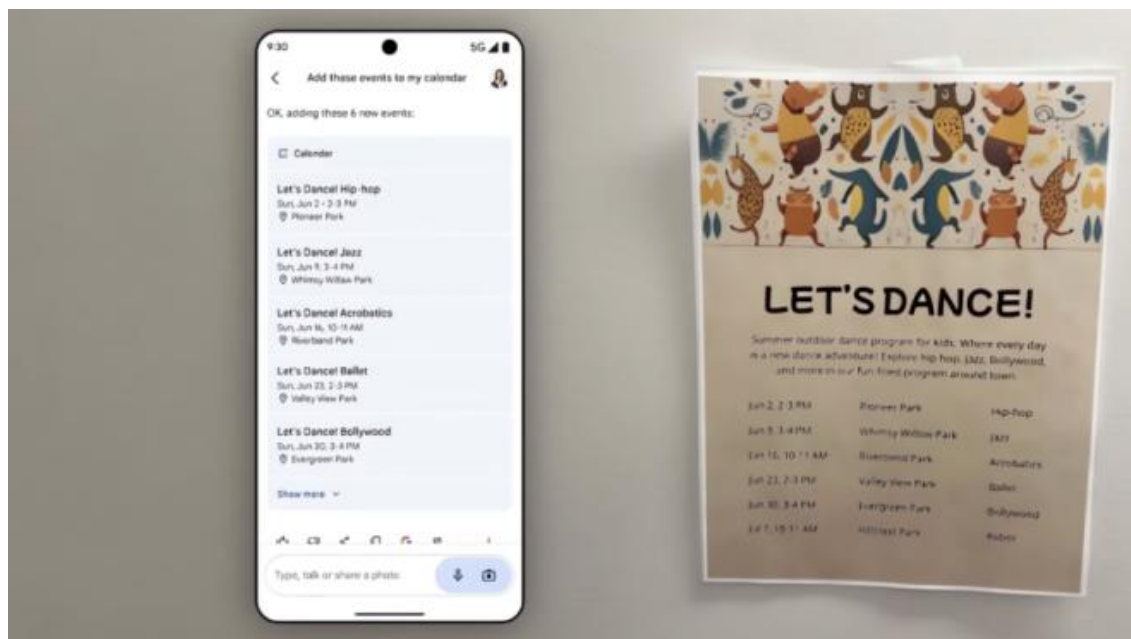 9:30
5G
Add these events to my calendar
OK, adding these 6 new events:
Calendar
Let's Dance! Hip-hop
Sun, Jun 2 • 2-3 PM
Pioneer Park
Let's Dance! Jazz
Sun, Jun 9, 3-4 PM
Whimsy Willow Park
Let's Dance! Acrobatics
Sun, Jun 16, 10-11 AM
Riverbend Park
Let's Dance! Ballet
Sun, Jun 23, 2-3 PM
Valley View Park
Let's Dance! Bollywood
Sun, Jun 30, 3-4 PM
Evergreen Park
Show more
Type, talk or share a photo
LET'S DANCE!
Summer outdoor dance program for kids. Where every day
is a new dance adventure! Explore hip hop, jazz, Bollywood,
and more in our fun-filled program around town.
Jun 2, 2-3 PM Pioneer Park Hip-hop
Jun 9, 3-4 PM Whimsy Willow Park Jazz
Jun 16, 10-11 AM Riverbend Park Acrobatics
Jun 23, 2-3 PM Valley View Park Ballet
Jun 30, 3-4 PM Evergreen Park Bollywood
Jul 7, 10-11 AM Hillcrest Park